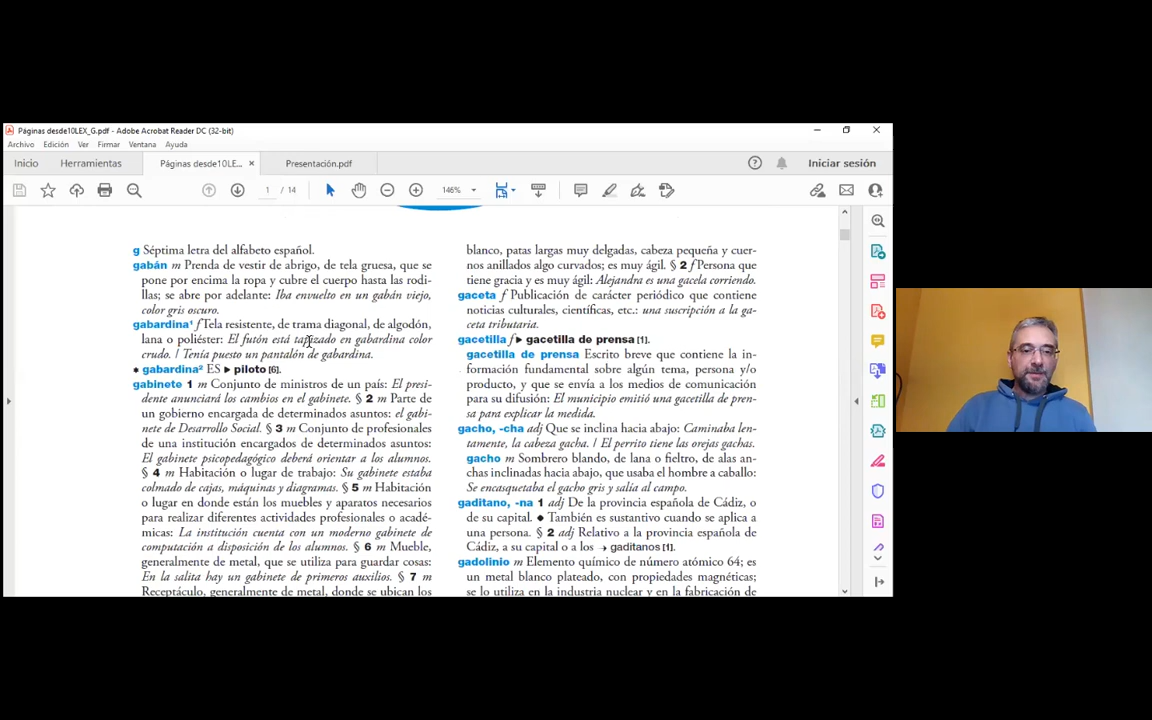 Páginas desde10LEX_G.pdf - Adobe Acrobat Reader DC (32-bit)
Archivo Edición Ver Firmar Ventana Ayuda
Inicio Herramientas Páginas desde10LE... × Presentación.pdf Iniciar sesión
1 / 14 146%
g Séptima letra del alfabeto español.
gabán m Prenda de vestir de abrigo, de tela gruesa, que se
pone por encima la ropa y cubre el cuerpo hasta las rodi-
llas; se abre por adelante: Iba envuelto en un gabán viejo,
color gris oscuro.
gabardina¹ f Tela resistente, de trama diagonal, de algodón,
lana o poliéster: El futón está tapizado en gabardina color
crudo. | Tenía puesto un pantalón de gabardina.
∗ gabardina² ES ▶ piloto [6].
gabinete 1 m Conjunto de ministros de un país: El presi-
dente anunciará los cambios en el gabinete. § 2 m Parte de
un gobierno encargada de determinados asuntos: el gabi-
nete de Desarrollo Social. § 3 m Conjunto de profesionales
de una institución encargados de determinados asuntos:
El gabinete psicopedagógico deberá orientar a los alumnos.
§ 4 m Habitación o lugar de trabajo: Su gabinete estaba
colmado de cajas, máquinas y diagramas. § 5 m Habitación
o lugar en donde están los muebles y aparatos necesarios
para realizar diferentes actividades profesionales o acadé-
micas: La institución cuenta con un moderno gabinete de
computación a disposición de los alumnos. § 6 m Mueble,
generalmente de metal, que se utiliza para guardar cosas:
En la salita hay un gabinete de primeros auxilios. § 7 m
Receptáculo, generalmente de metal, donde se ubican los
blanco, patas largas muy delgadas, cabeza pequeña y cuer-
nos anillados algo curvados; es muy ágil. § 2 f Persona que
tiene gracia y es muy ágil: Alejandra es una gacela corriendo.
gaceta f Publicación de carácter periódico que contiene
noticias culturales, científicas, etc.: una suscripción a la ga-
ceta tributaria.
gacetilla f ▶ gacetilla de prensa [1].
gacetilla de prensa Escrito breve que contiene la in-
formación fundamental sobre algún tema, persona y/o
producto, y que se envía a los medios de comunicación
para su difusión: El municipio emitió una gacetilla de pren-
sa para explicar la medida.
gacho, -cha adj Que se inclina hacia abajo: Caminaba len-
tamente, la cabeza gacha. | El perrito tiene las orejas gachas.
gacho m Sombrero blando, de lana o fieltro, de alas an-
chas inclinadas hacia abajo, que usaba el hombre a caballo:
Se encasquetaba el gacho gris y salía al campo.
gaditano, -na 1 adj De la provincia española de Cádiz, o
de su capital. ◆ También es sustantivo cuando se aplica a
una persona. § 2 adj Relativo a la provincia española de
Cádiz, a su capital o a los → gaditanos [1].
gadolinio m Elemento químico de número atómico 64; es
un metal blanco plateado, con propiedades magnéticas;
se lo utiliza en la industria nuclear y en la fabricación de